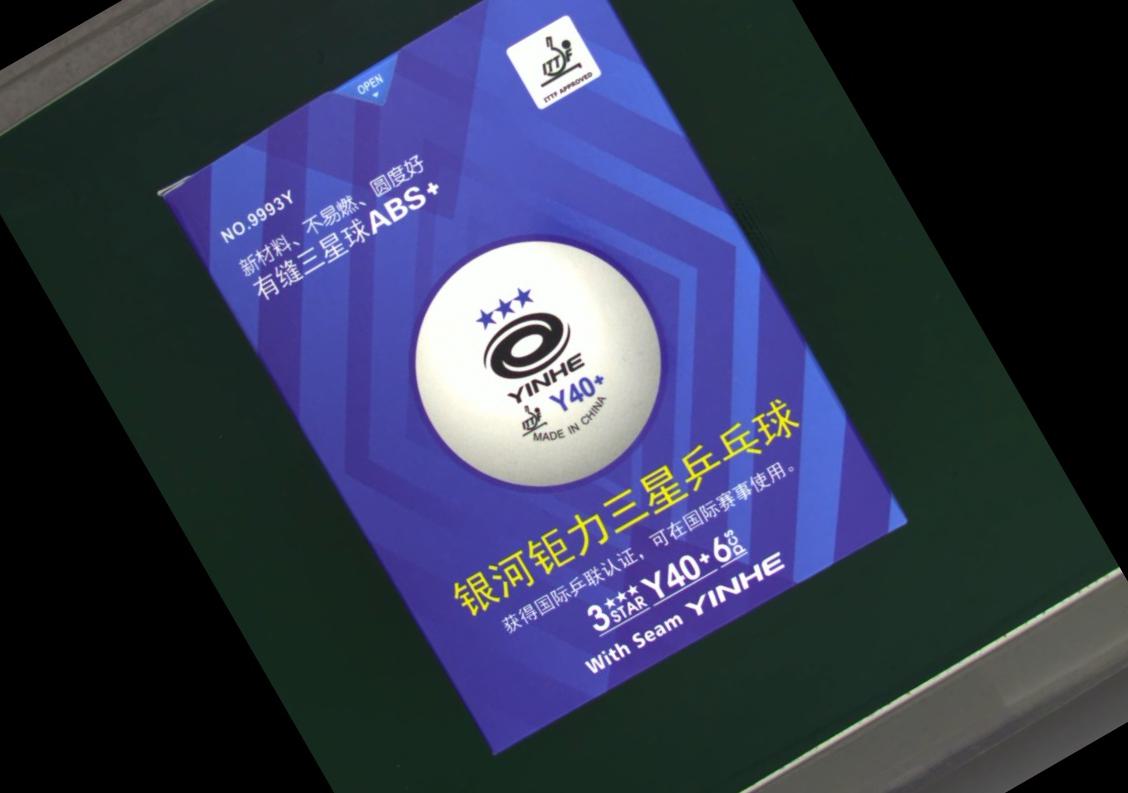 OPEN
ITTF APPROVED
NO.9993Y
新材料、不易燃、圆度好
有缝三星球ABS+
YINHE
Y40+
MADE IN CHINA
银河钜力三星乒乓球
获得国际乒联认证，可在国际赛事使用。
3★★★STAR Y40+6PCS
With Seam YINHE